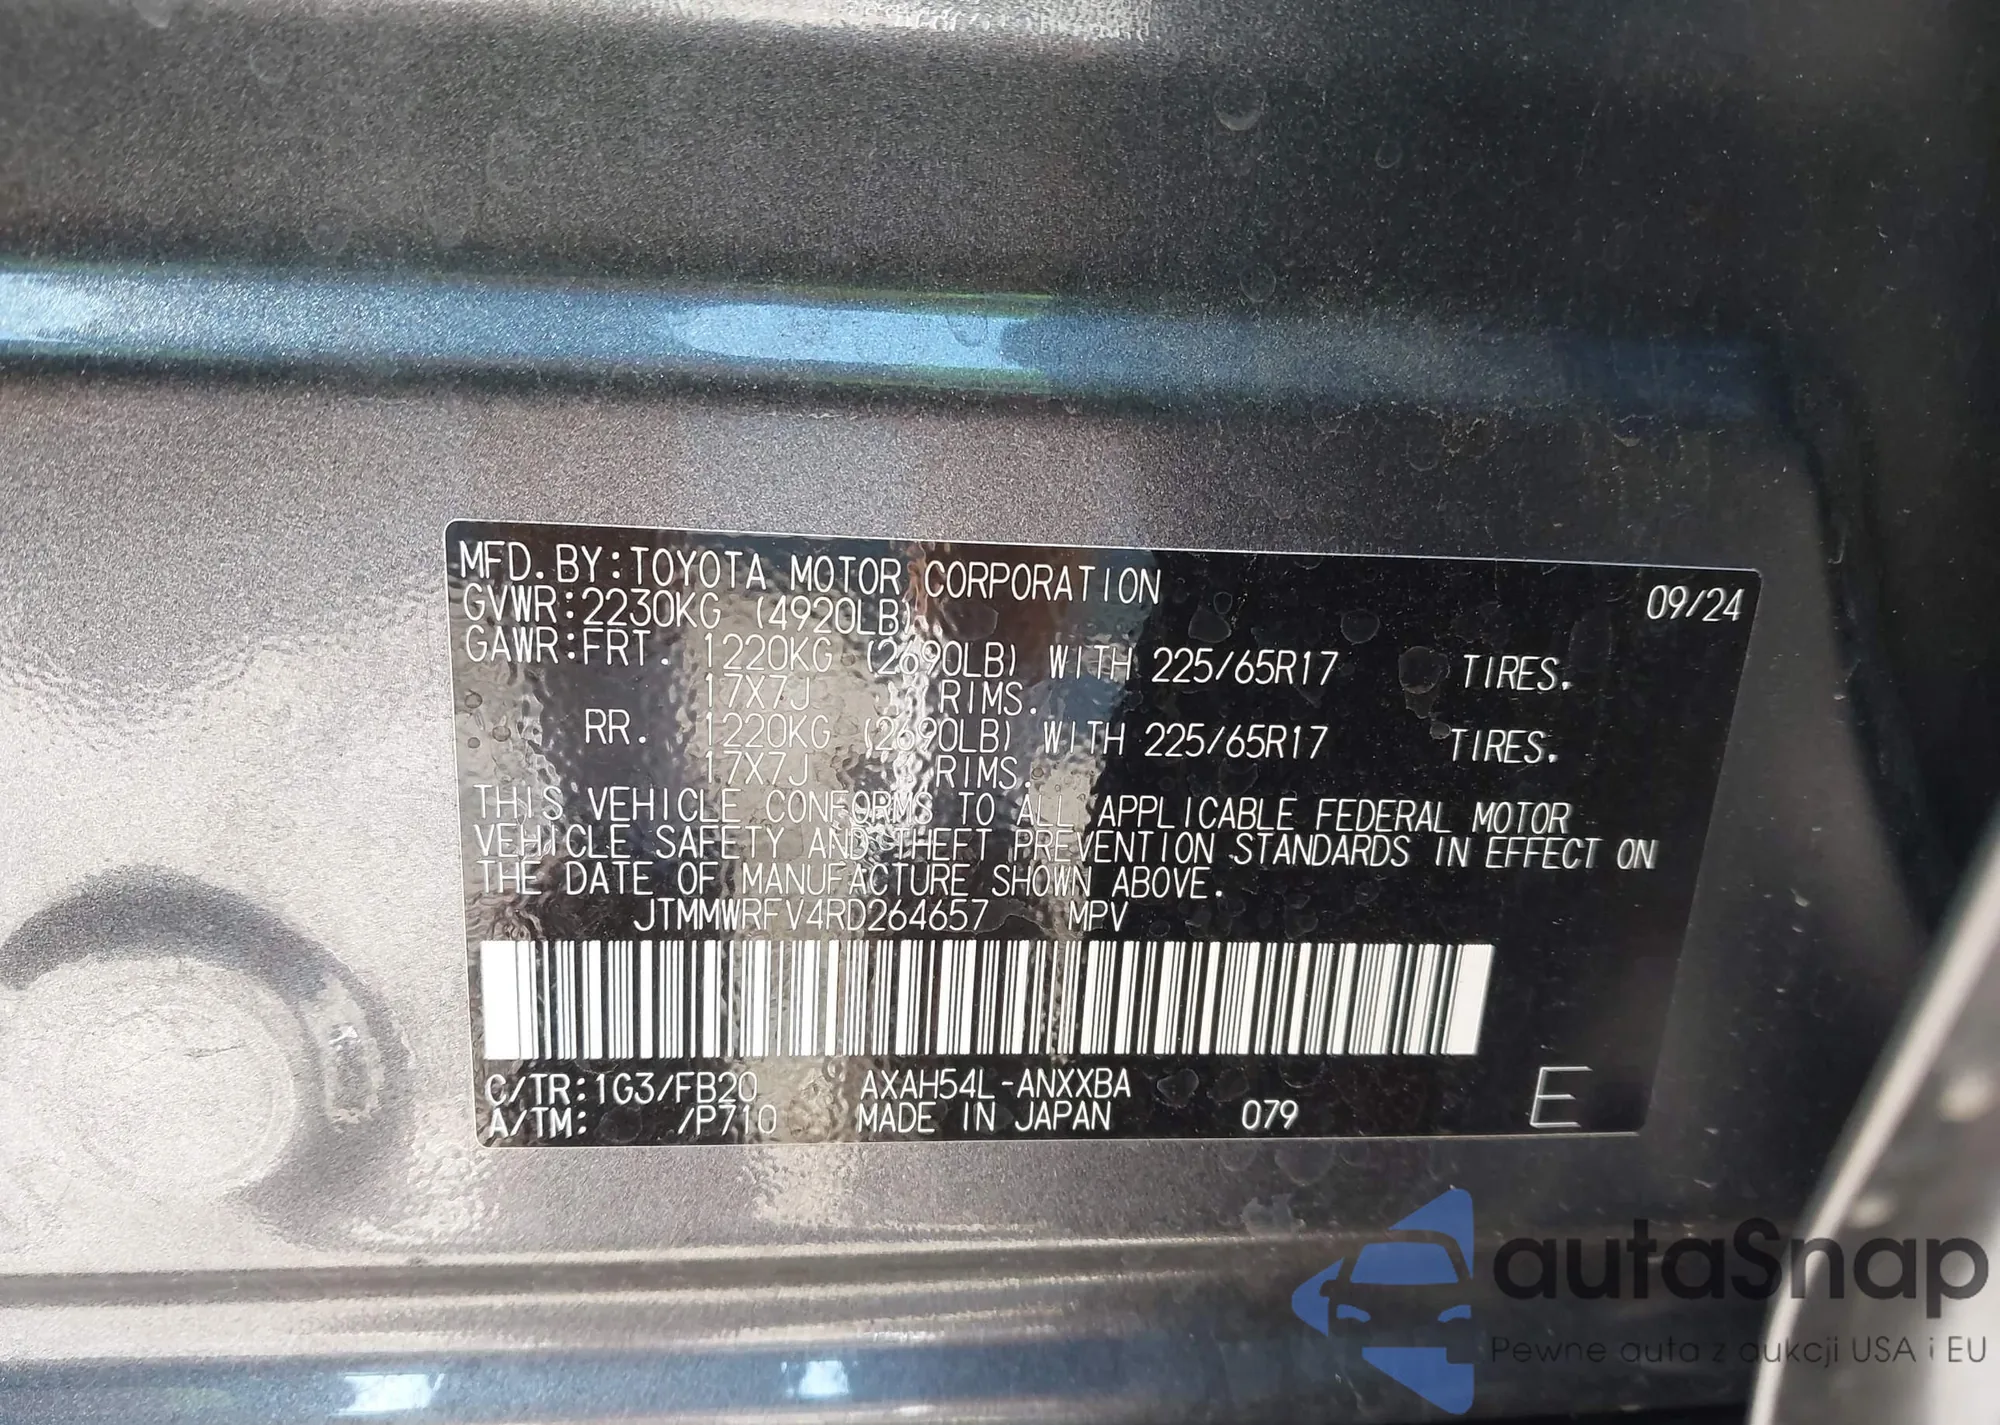 MFD.BY:TOYOTA MOTOR CORPORATION 09/24
GVWR:2230KG (4920LB)
GAWR:FRT. 1220KG (2690LB) WITH 225/65R17 TIRES.
17X7J RIMS.
RR. 1220KG (2690LB) WITH 225/65R17 TIRES.
17X7J RIMS.
THIS VEHICLE CONFORMS TO ALL APPLICABLE FEDERAL MOTOR
VEHICLE SAFETY AND THEFT PREVENTION STANDARDS IN EFFECT ON
THE DATE OF MANUFACTURE SHOWN ABOVE.
JTMMWRFV4RD264657 MPV
C/TR:1G3/FB20 AXAH54L-ANXXBA
A/TM: /P710 MADE IN JAPAN 079 E
autaSnap
Pewne auta z aukcji USA i EU